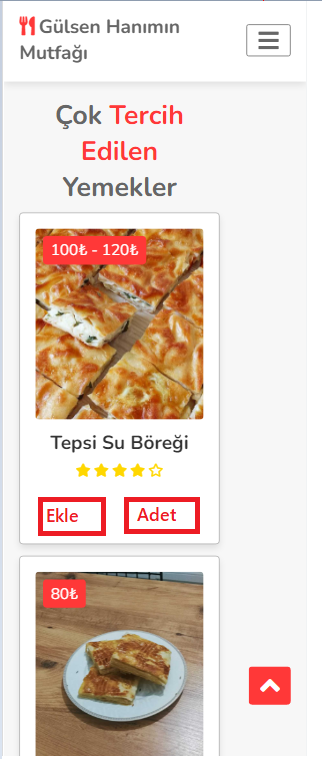 Gülsen Hanımın
Mutfağı
Çok Tercih
Edilen
Yemekler
100₺ - 120₺
Tepsi Su Böreği
Ekle
Adet
80₺